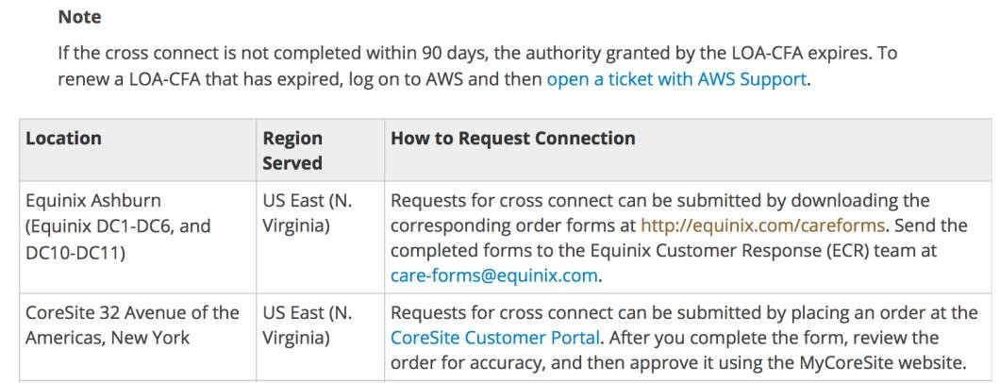 Note
If the cross connect is not completed within 90 days, the authority granted by the LOA-CFA expires. To
renew a LOA-CFA that has expired, log on to AWS and then open a ticket with AWS Support.
Location
Region
Served
How to Request Connection
Equinix Ashburn
(Equinix DC1-DC6, and
DC10-DC11)
US East (N.
Virginia)
Requests for cross connect can be submitted by downloading the
corresponding order forms at http://equinix.com/careforms. Send the
completed forms to the Equinix Customer Response (ECR) team at
care-forms@equinix.com.
CoreSite 32 Avenue of the
Americas, New York
US East (N.
Virginia)
Requests for cross connect can be submitted by placing an order at the
CoreSite Customer Portal. After you complete the form, review the
order for accuracy, and then approve it using the MyCoreSite website.